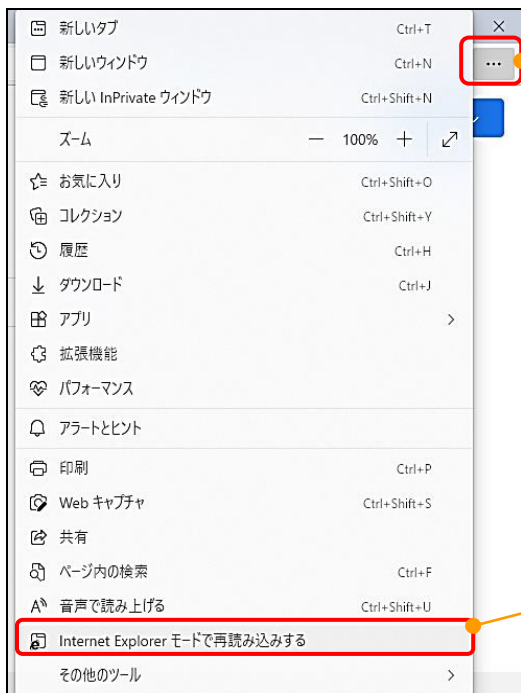 新しいタブ Ctrl+T
新しいウィンドウ Ctrl+N
新しい InPrivate ウィンドウ Ctrl+Shift+N
ズーム — 100% +
お気に入り Ctrl+Shift+O
コレクション Ctrl+Shift+Y
履歴 Ctrl+H
ダウンロード Ctrl+J
アプリ
拡張機能
パフォーマンス
アラートとヒント
印刷 Ctrl+P
Web キャプチャ Ctrl+Shift+S
共有
ページ内の検索 Ctrl+F
音声で読み上げる Ctrl+Shift+U
Internet Explorer モードで再読み込みする
その他のツール